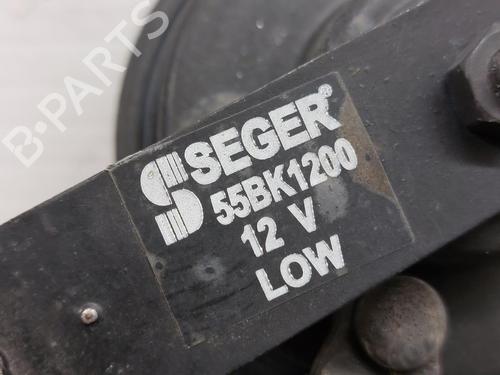 B-PARTS
SEGER®
55BK1200
12 V
LOW